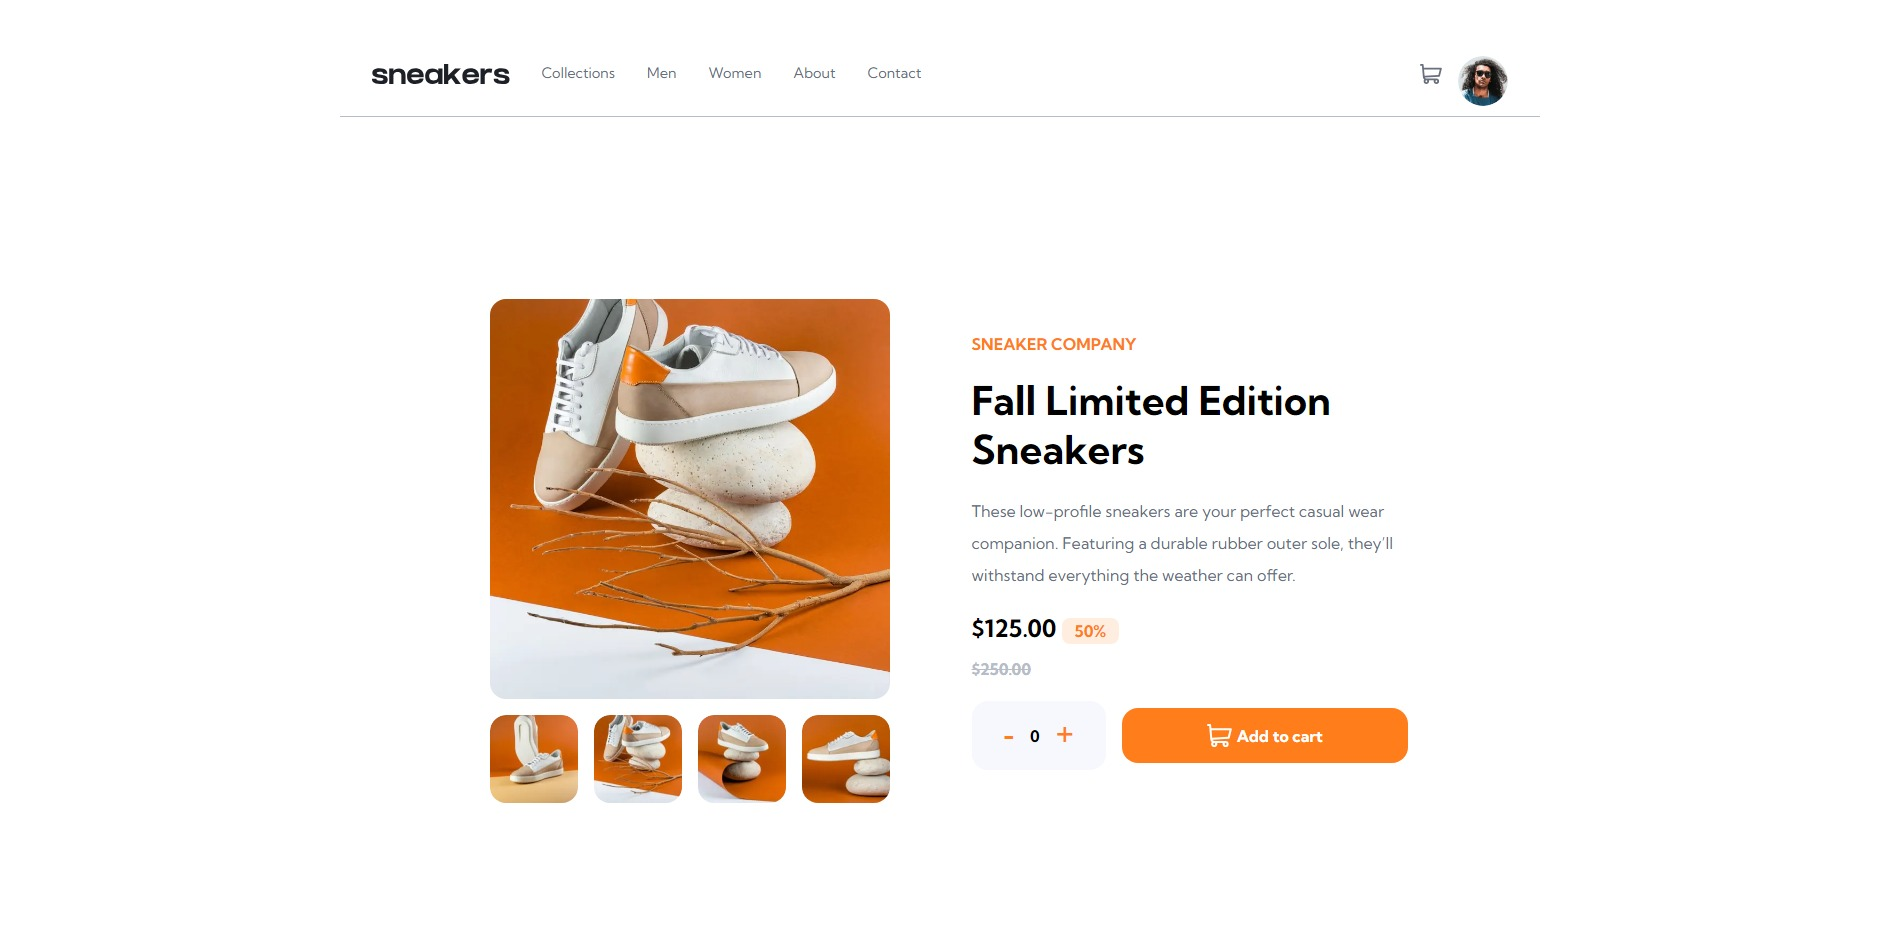 sneakers Collections Men Women About Contact
SNEAKER COMPANY
Fall Limited Edition
Sneakers
These low-profile sneakers are your perfect casual wear
companion. Featuring a durable rubber outer sole, they'll
withstand everything the weather can offer.
$125.00 50%
$250.00
- 0 + Add to cart